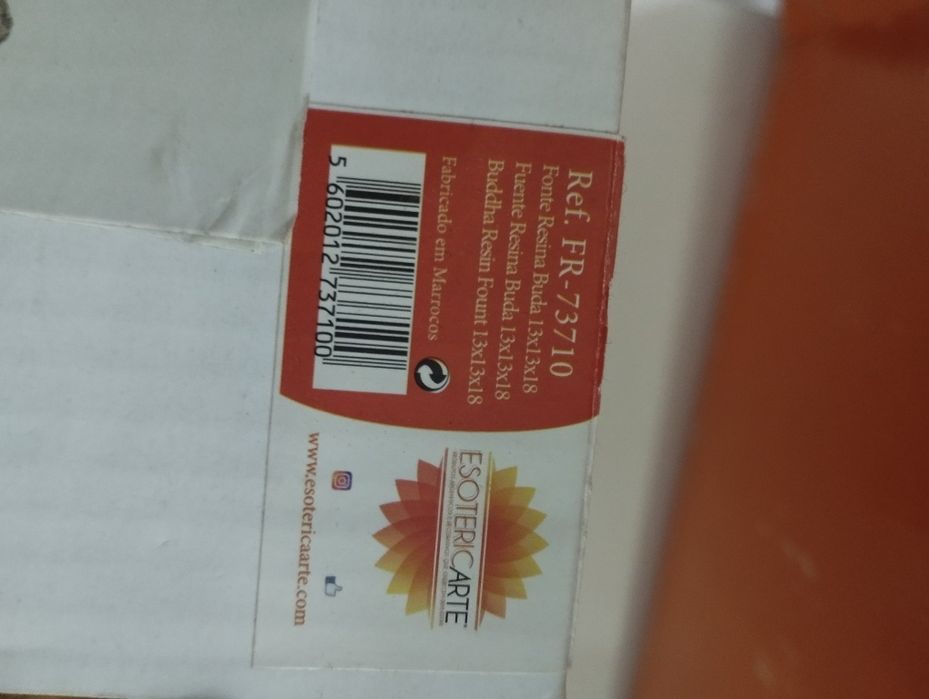 Ref. FR-73710
Fonte Resina Buda 13x13x18
Fuente Resina Buda 13x13x18
Buddha Resin Fount 13x13x18
Fabricado em Marrocos
5 602012 737100
ESOTERICARTE®
www.esotericaarte.com